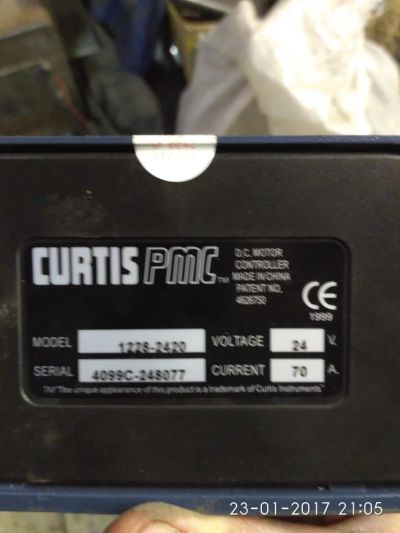 CURTIS PMC TM
D.C. MOTOR
CONTROLLER
MADE IN CHINA
PATENT NO.
4626750
CE
1999
MODEL 1228-2420 VOLTAGE 24 V.
SERIAL 4099C-248077 CURRENT 70 A.
TM "The unique appearance of this product is a trademark of Curtis Instruments"
23-01-2017 21:05